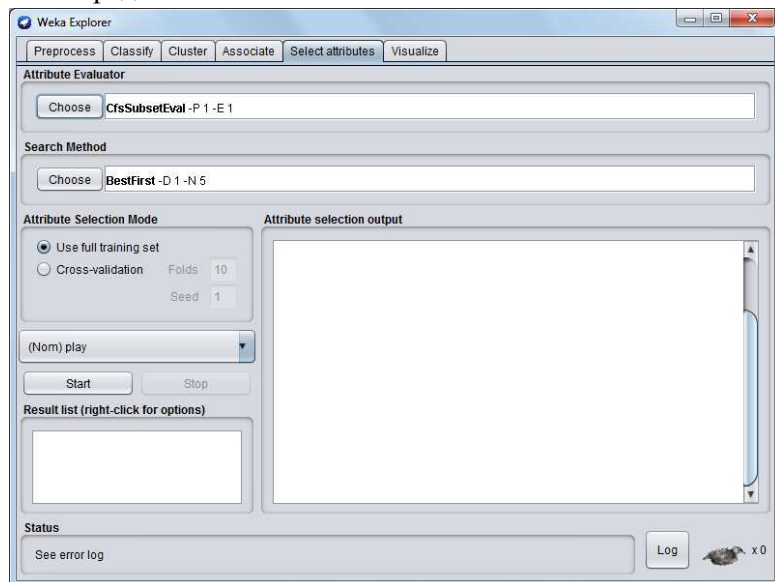 Weka Explorer
Preprocess Classify Cluster Associate Select attributes Visualize
Attribute Evaluator
Choose CfsSubsetEval -P 1 -E 1
Search Method
Choose BestFirst -D 1 -N 5
Attribute Selection Mode
Use full training set
Cross-validation Folds 10
Seed 1
(Nom) play
Start Stop
Result list (right-click for options)
Attribute selection output
Status
See error log
Log x 0